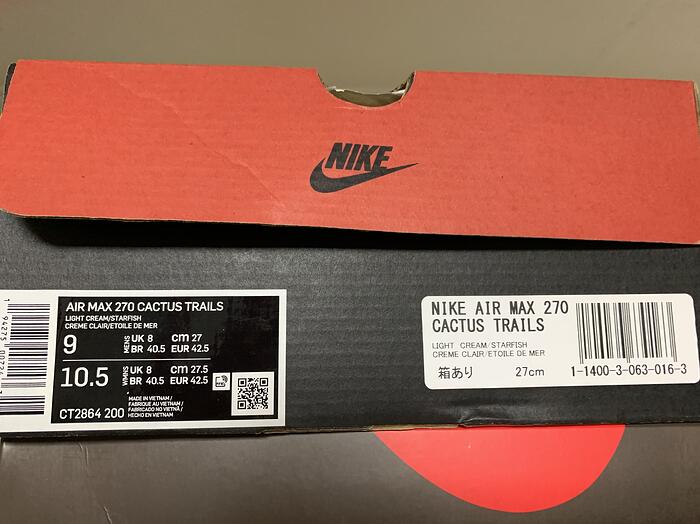 NIKE
AIR MAX 270 CACTUS TRAILS
LIGHT CREAM/STARFISH
CREME CLAIR/ETOILE DE MER
9 MENS UK 8 cm 27
BR 40.5 EUR 42.5
10.5 WMNS UK 8 cm 27.5
BR 40.5 EUR 42.5
MADE IN VIETNAM /
FABRIQUE AU VIETNAM /
FABRICADO NO VIETNÃ /
HECHO EN VIETNAM
CT2864 200
NIKE AIR MAX 270
CACTUS TRAILS
LIGHT CREAM/STARFISH
CREME CLAIR/ETOILE DE MER
箱あり 27cm
1-1400-3-063-016-3